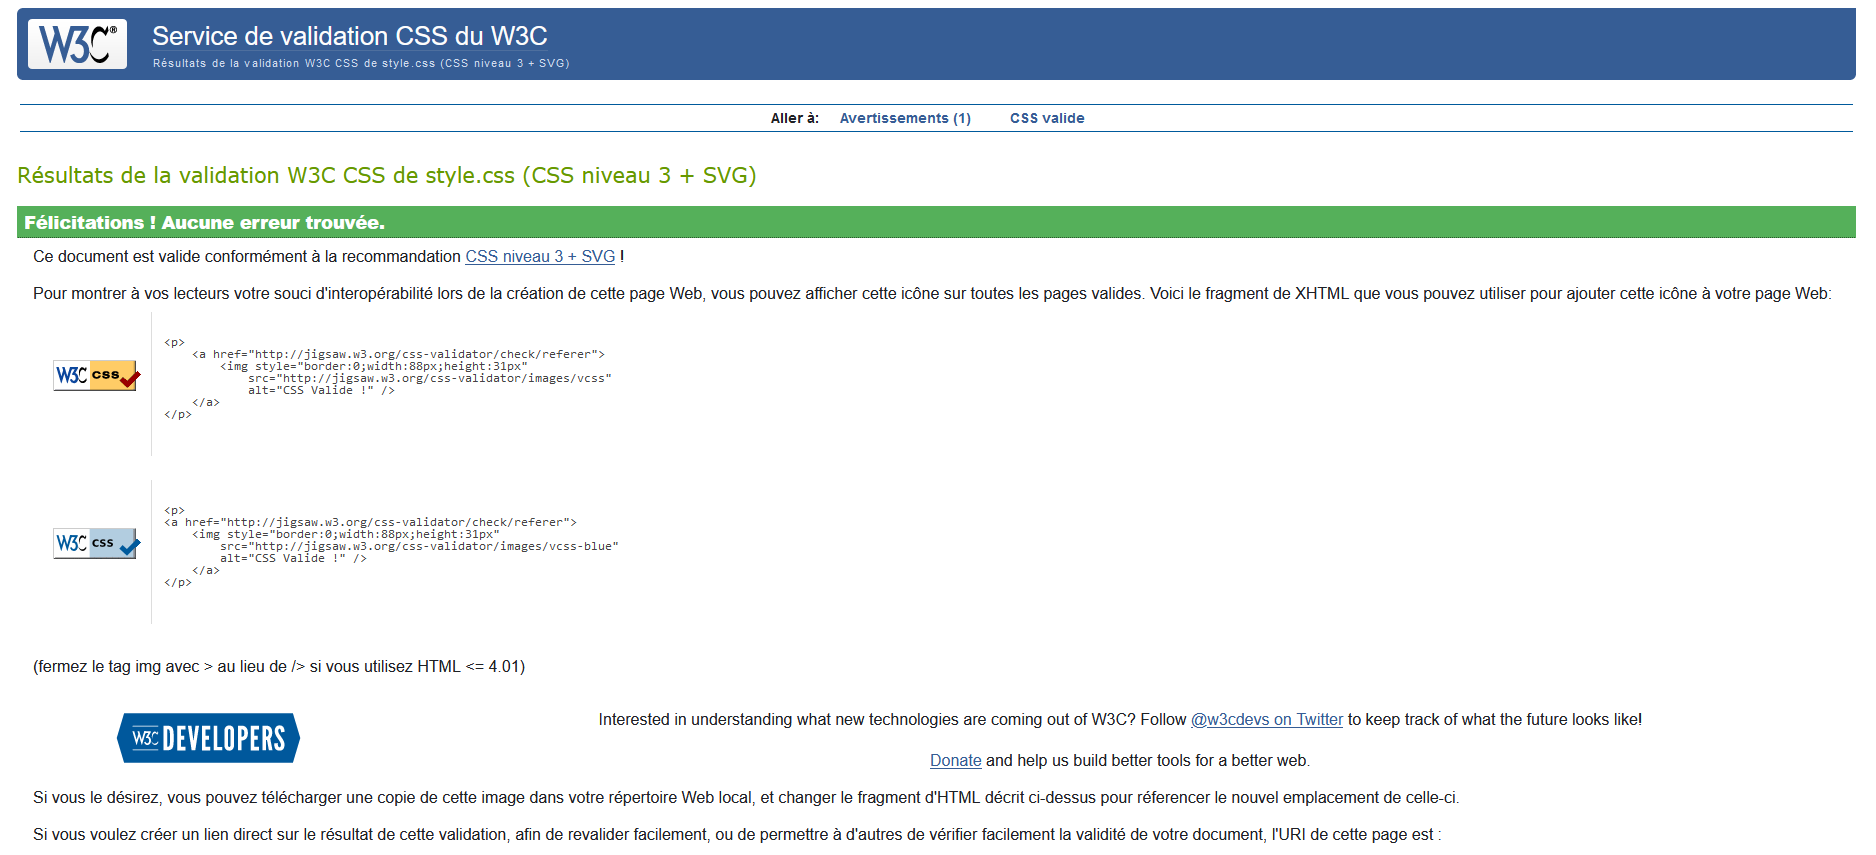 W3C®
Service de validation CSS du W3C
Résultats de la validation W3C CSS de style.css (CSS niveau 3 + SVG)
Aller à: Avertissements (1) CSS valide
Résultats de la validation W3C CSS de style.css (CSS niveau 3 + SVG)
Félicitations ! Aucune erreur trouvée.
Ce document est valide conformément à la recommandation CSS niveau 3 + SVG !
Pour montrer à vos lecteurs votre souci d'interopérabilité lors de la création de cette page Web, vous pouvez afficher cette icône sur toutes les pages valides. Voici le fragment de XHTML que vous pouvez utiliser pour ajouter cette icône à votre page Web:
W3C css
<p>
<a href="http://jigsaw.w3.org/css-validator/check/referer">
<img style="border:0;width:88px;height:31px"
src="http://jigsaw.w3.org/css-validator/images/vcss"
alt="CSS Valide !" />
</a>
</p>
W3C css
<p>
<a href="http://jigsaw.w3.org/css-validator/check/referer">
<img style="border:0;width:88px;height:31px"
src="http://jigsaw.w3.org/css-validator/images/vcss-blue"
alt="CSS Valide !" />
</a>
</p>
(fermez le tag img avec > au lieu de /> si vous utilisez HTML <= 4.01)
W3C DEVELOPERS
Interested in understanding what new technologies are coming out of W3C? Follow @w3cdevs on Twitter to keep track of what the future looks like!
Donate and help us build better tools for a better web.
Si vous le désirez, vous pouvez télécharger une copie de cette image dans votre répertoire Web local, et changer le fragment d'HTML décrit ci-dessus pour réferencer le nouvel emplacement de celle-ci.
Si vous voulez créer un lien direct sur le résultat de cette validation, afin de revalider facilement, ou de permettre à d'autres de vérifier facilement la validité de votre document, l'URI de cette page est :